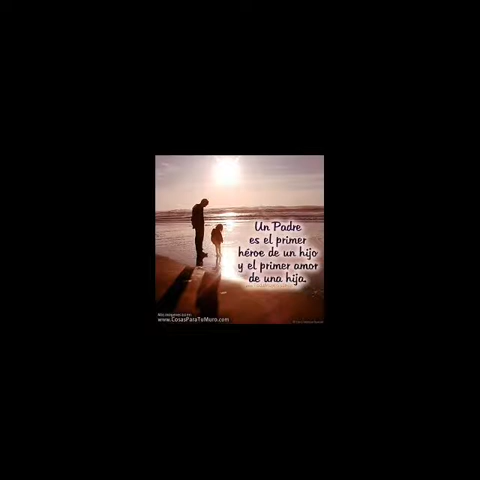 Un Padre
es el primer
héroe de un hijo
y el primer amor
de una hija.
www.CosasParaTuMuro.com